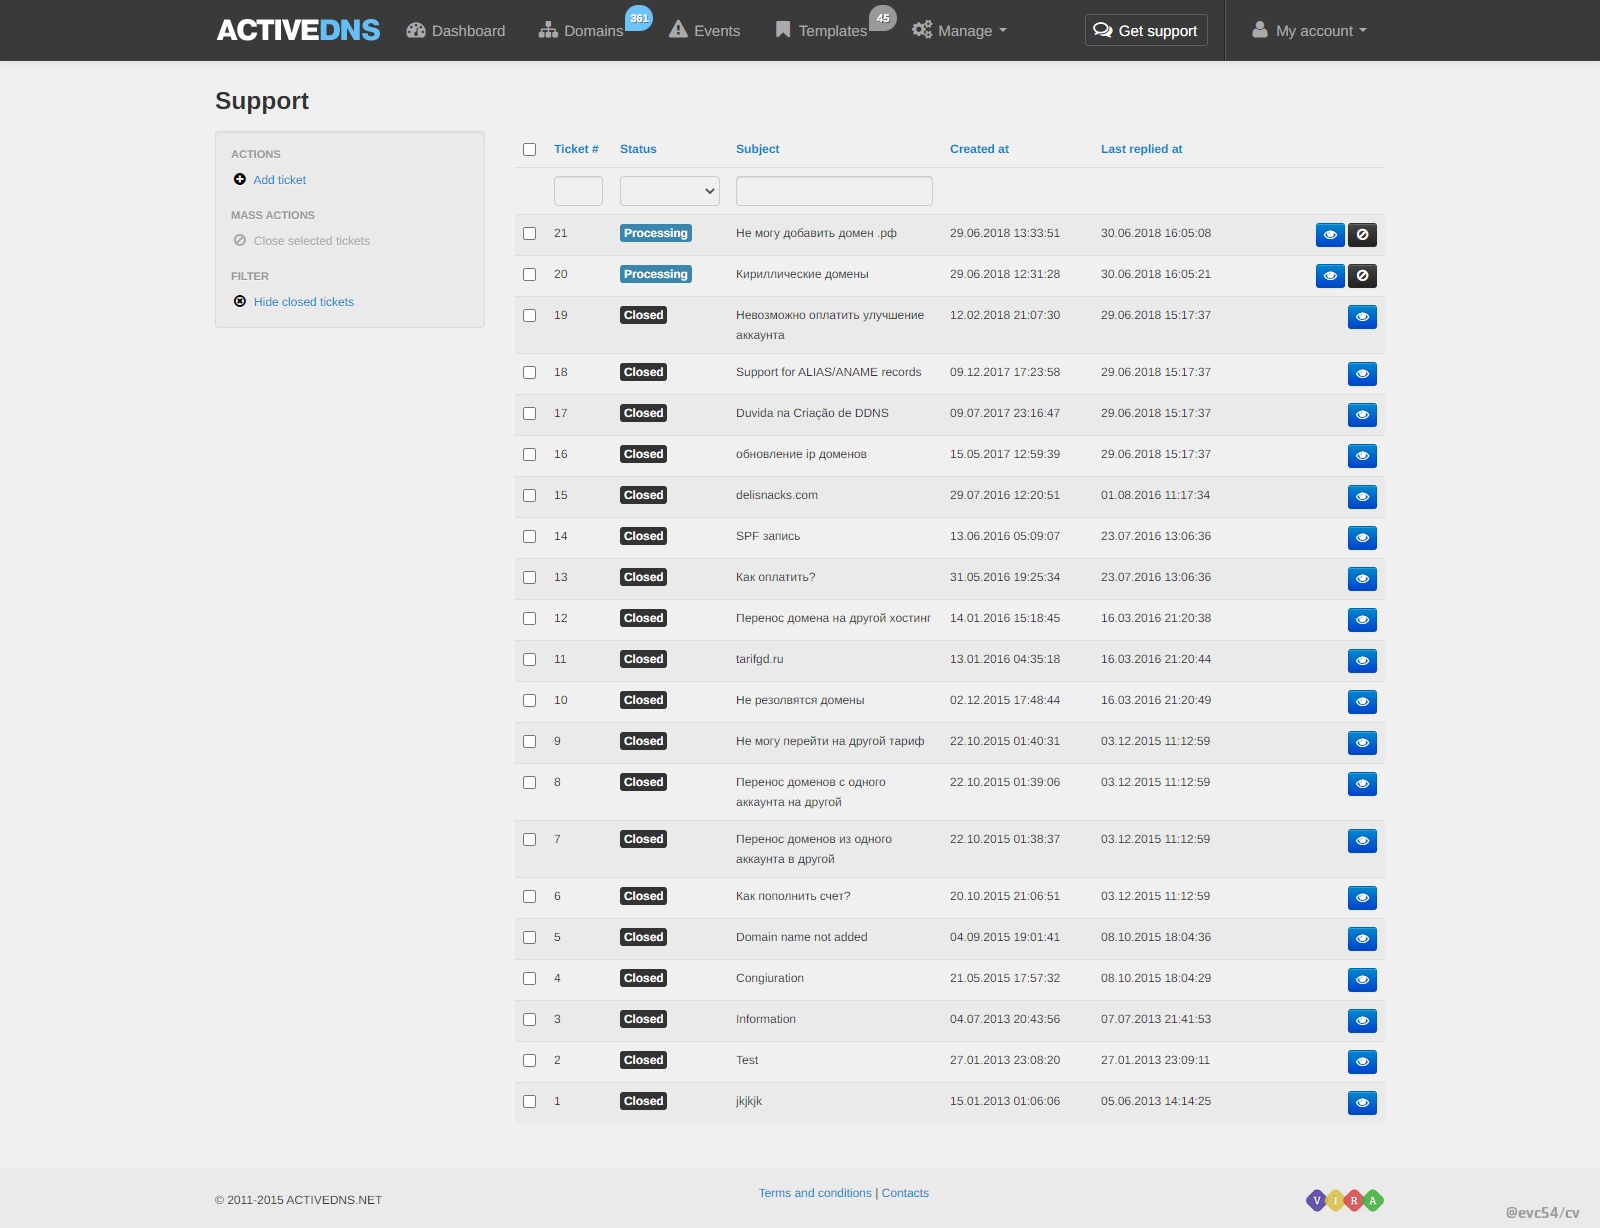 ACTIVEDNS Dashboard Domains 361 Events Templates 45 Manage Get support My account
Support
ACTIONS
Add ticket
MASS ACTIONS
Close selected tickets
FILTER
Hide closed tickets
Ticket # Status Subject Created at Last replied at
21 Processing Не могу добавить домен .рф 29.06.2018 13:33:51 30.06.2018 16:05:08
20 Processing Кириллические домены 29.06.2018 12:31:28 30.06.2018 16:05:21
19 Closed Невозможно оплатить улучшение 12.02.2018 21:07:30 29.06.2018 15:17:37
аккаунта
18 Closed Support for ALIAS/ANAME records 09.12.2017 17:23:58 29.06.2018 15:17:37
17 Closed Duvida na Criação de DDNS 09.07.2017 23:16:47 29.06.2018 15:17:37
16 Closed обновление ip доменов 15.05.2017 12:59:39 29.06.2018 15:17:37
15 Closed delisnacks.com 29.07.2016 12:20:51 01.08.2016 11:17:34
14 Closed SPF запись 13.06.2016 05:09:07 23.07.2016 13:06:36
13 Closed Как оплатить? 31.05.2016 19:25:34 23.07.2016 13:06:36
12 Closed Перенос домена на другой хостинг 14.01.2016 15:18:45 16.03.2016 21:20:38
11 Closed tarifgd.ru 13.01.2016 04:35:18 16.03.2016 21:20:44
10 Closed Не резолвятся домены 02.12.2015 17:48:44 16.03.2016 21:20:49
9 Closed Не могу перейти на другой тариф 22.10.2015 01:40:31 03.12.2015 11:12:59
8 Closed Перенос доменов с одного 22.10.2015 01:39:06 03.12.2015 11:12:59
аккаунта на другой
7 Closed Перенос доменов из одного 22.10.2015 01:38:37 03.12.2015 11:12:59
аккаунта в другой
6 Closed Как пополнить счет? 20.10.2015 21:06:51 03.12.2015 11:12:59
5 Closed Domain name not added 04.09.2015 19:01:41 08.10.2015 18:04:36
4 Closed Congiuration 21.05.2015 17:57:32 08.10.2015 18:04:29
3 Closed Information 04.07.2013 20:43:56 07.07.2013 21:41:53
2 Closed Test 27.01.2013 23:08:20 27.01.2013 23:09:11
1 Closed jkjkjk 15.01.2013 01:06:06 05.06.2013 14:14:25
© 2011-2015 ACTIVEDNS.NET Terms and conditions | Contacts VIRA
@evc54/cv